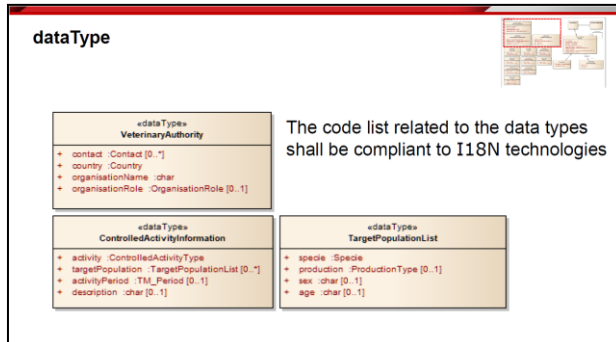 dataType
«dataType»
VeterinaryAuthority
+ contact :Contact [0..*]
+ country :Country
+ organisationName :char
+ organisationRole :OrganisationRole [0..1]
The code list related to the data types
shall be compliant to I18N technologies
«dataType»
ControlledActivityInformation
+ activity :ControlledActivityType
+ targetPopulation :TargetPopulationList [0..*]
+ activityPeriod :TM_Period [0..1]
+ description :char [0..1]
«dataType»
TargetPopulationList
+ specie :Specie
+ production :ProductionType [0..1]
+ sex :char [0..1]
+ age :char [0..1]